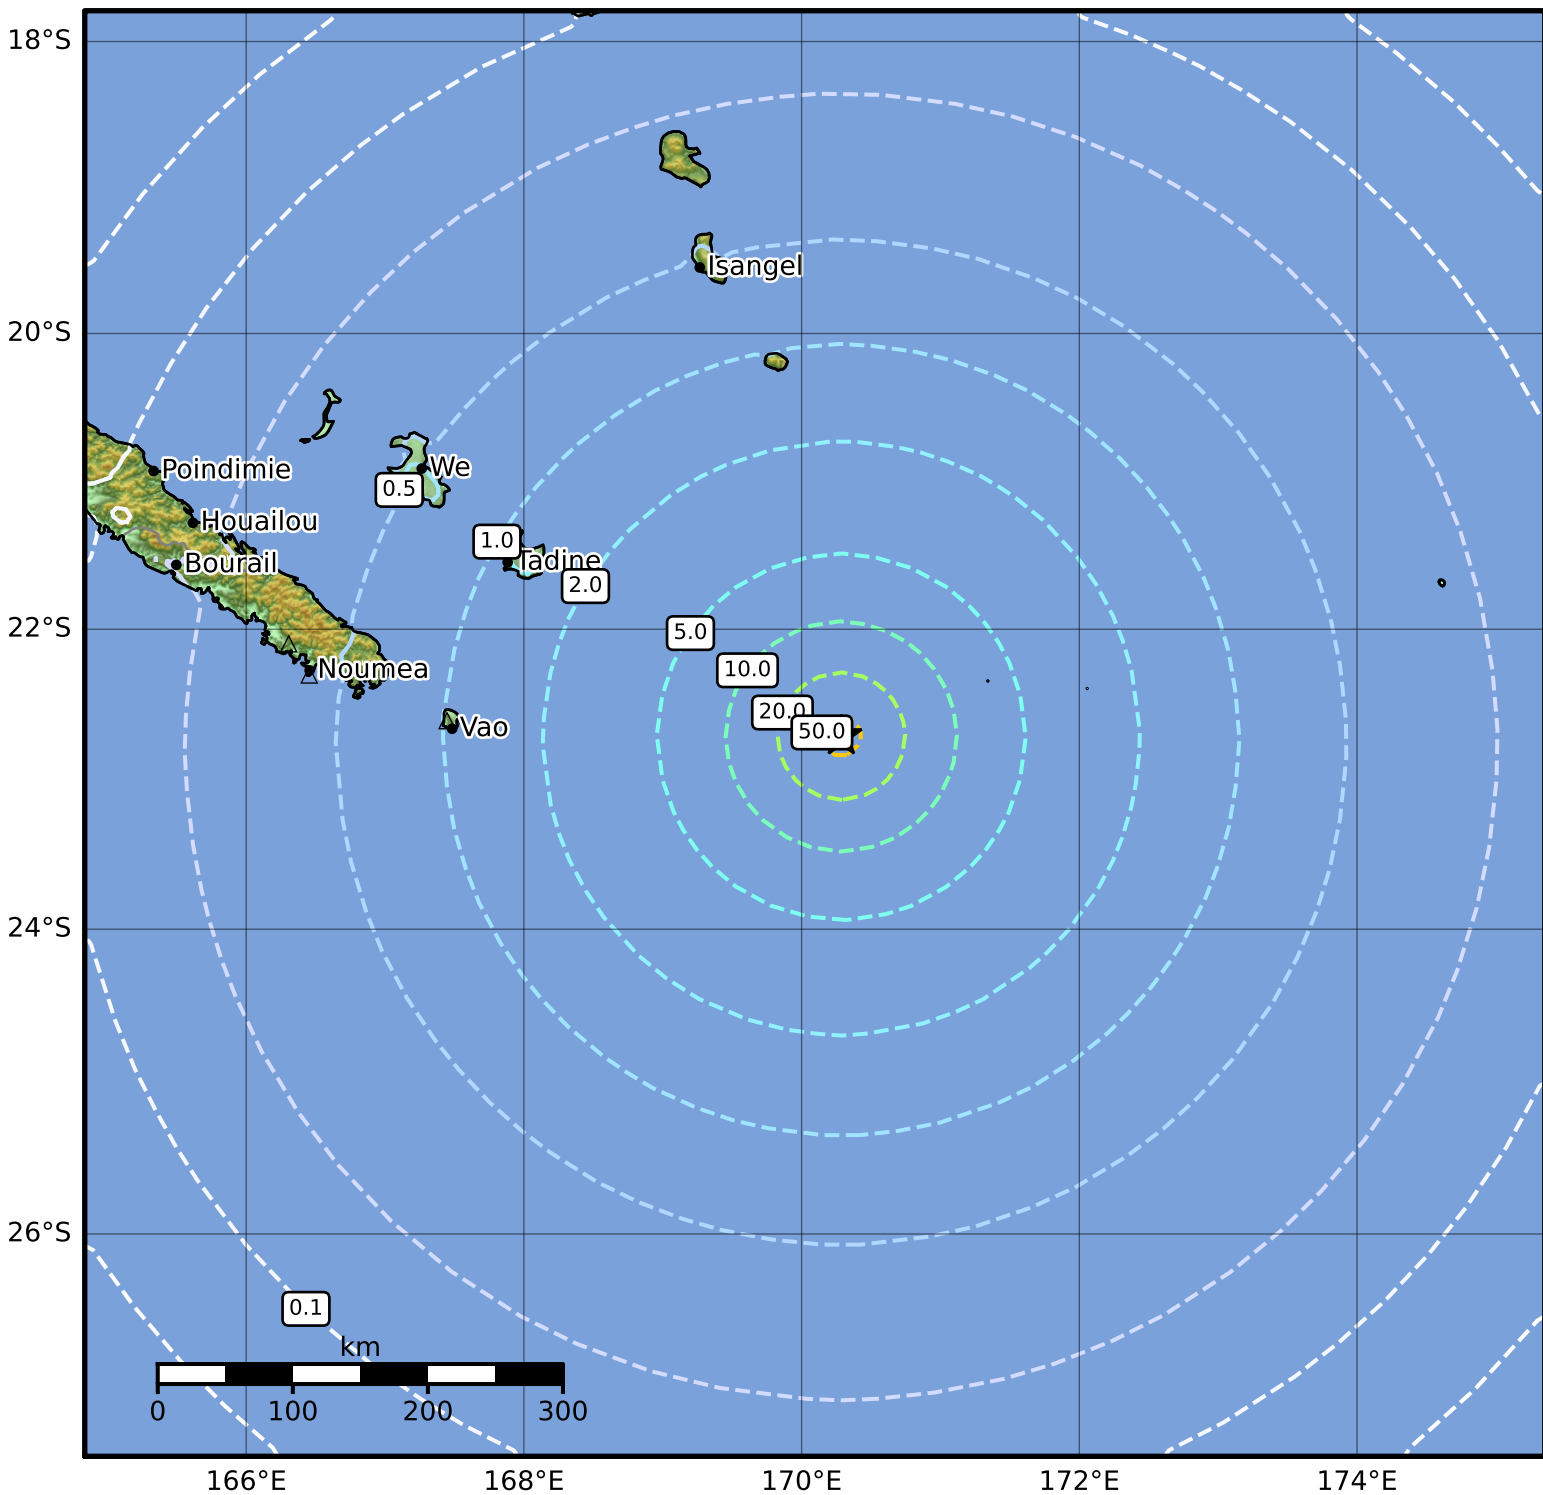 18°S
Isangel
20°S
Poindimie
We
0.5
Houailou
1.0
Tadine
Bourail
2.0
22°S
5.0
Noumea
10.0
20.0
Vao
50.0
24°S
26°S
0.1
km
0 100 200 300
166°E 168°E 170°E 172°E 174°E